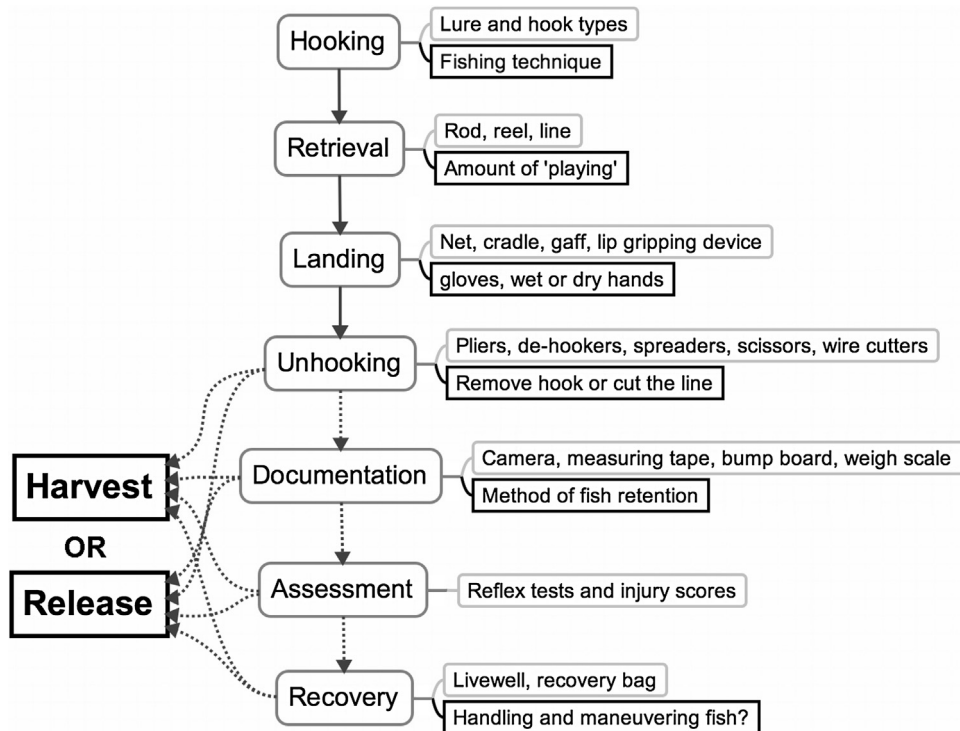 Hooking
Lure and hook types
Fishing technique
Retrieval
Rod, reel, line
Amount of 'playing'
Landing
Net, cradle, gaff, lip gripping device
gloves, wet or dry hands
Unhooking
Pliers, de-hookers, spreaders, scissors, wire cutters
Remove hook or cut the line
Documentation
Camera, measuring tape, bump board, weigh scale
Method of fish retention
Harvest
OR
Release
Assessment
Reflex tests and injury scores
Recovery
Livewell, recovery bag
Handling and maneuvering fish?